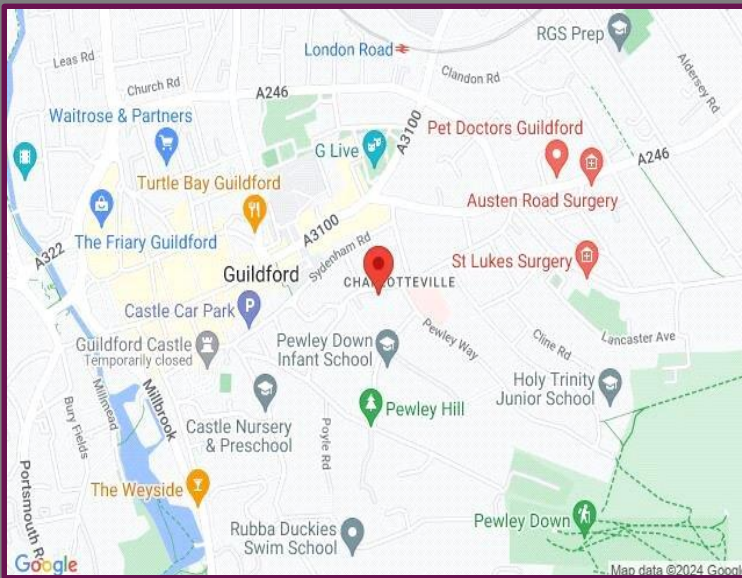 RGS Prep
London Road
Leas Rd
Clandon Rd
Church Rd
A246
Aldersey Rd
Waitrose & Partners
A3100
Pet Doctors Guildford
G Live
A246
Turtle Bay Guildford
Austen Road Surgery
A3100
The Friary Guildford
Sydenham Rd
A322
Guildford
St Lukes Surgery
CHARLOTTEVILLE
Castle Car Park
Guildford Castle
Temporarily closed
Pewley Down
Infant School
Pewley Way
Cline Rd
Lancaster Ave
Millmead
Millbrook
Holy Trinity
Junior School
Bury Fields
Castle Nursery
& Preschool
Pewley Hill
Poyle Rd
Portsmouth R
The Weyside
Rubba Duckies
Swim School
Pewley Down
Google
Map data ©2024 Google